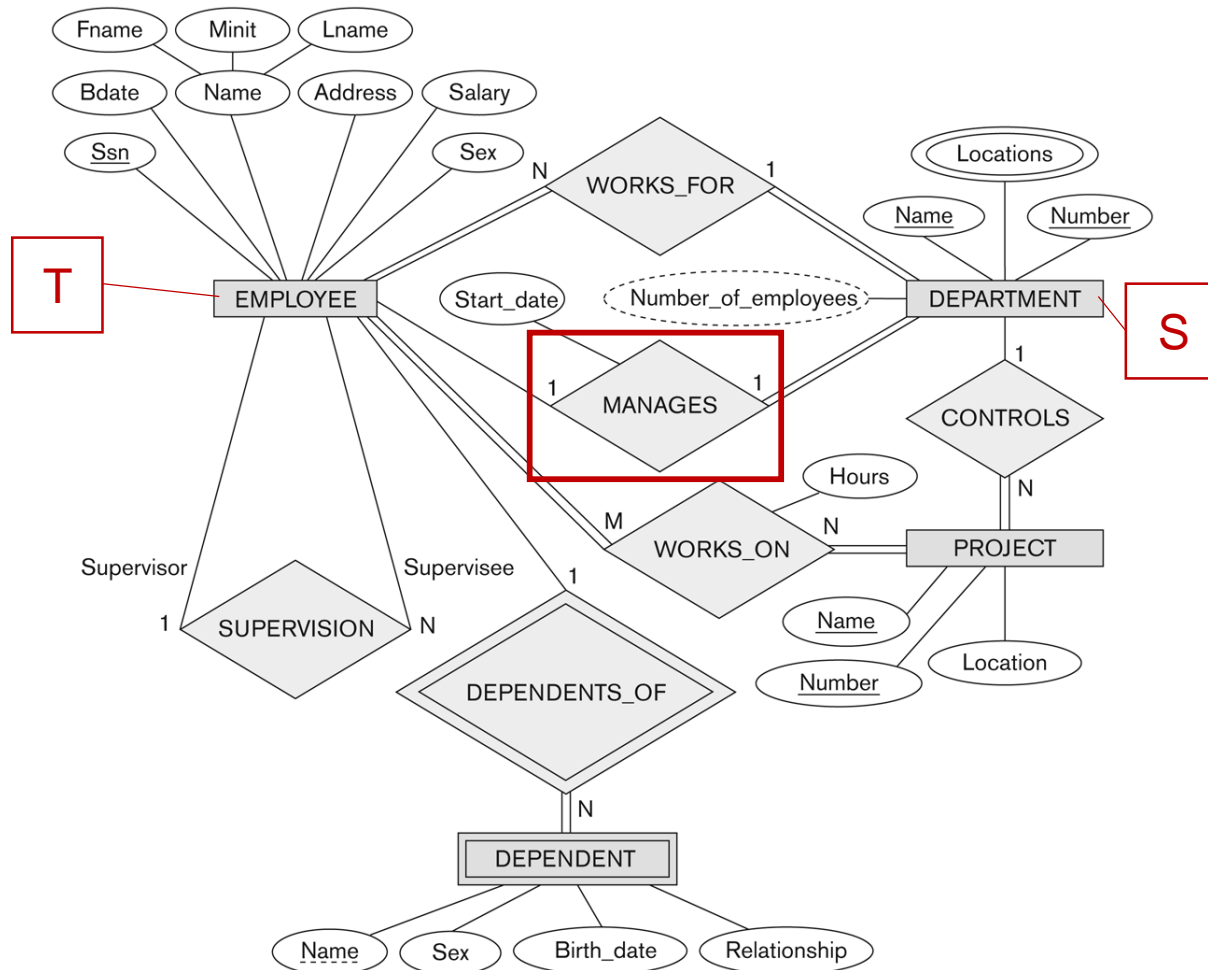 Fname Minit Lname
Bdate Name Address Salary
Ssn Sex
N WORKS_FOR 1
Locations
Name Number
T
EMPLOYEE
Start_date
Number_of_employees
DEPARTMENT
S
1 MANAGES 1
1
CONTROLS
N
Hours
M WORKS_ON N
PROJECT
Supervisor Supervisee
1 SUPERVISION N
1
Name
Number
Location
DEPENDENTS_OF
N
DEPENDENT
Name Sex Birth_date Relationship